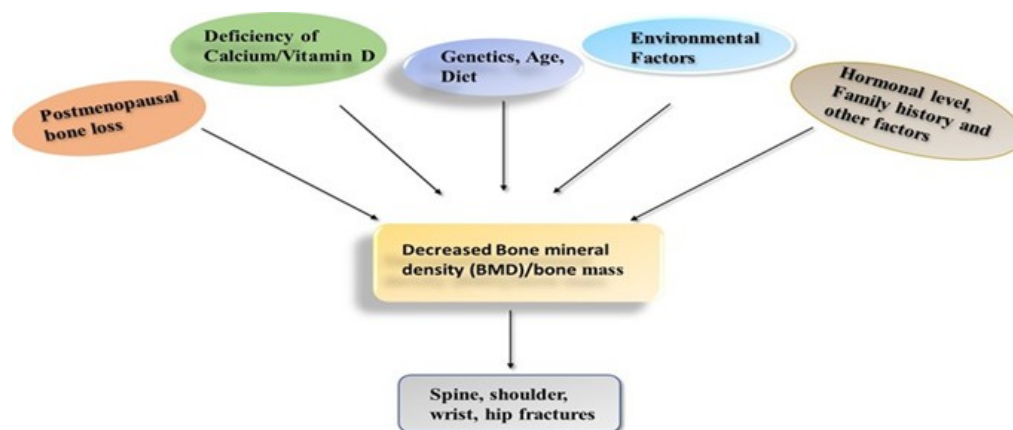 Postmenopausal
bone loss
Deficiency of
Calcium/Vitamin D
Genetics, Age,
Diet
Environmental
Factors
Hormonal level,
Family history and
other factors
Decreased Bone mineral
density (BMD)/bone mass
Spine, shoulder,
wrist, hip fractures